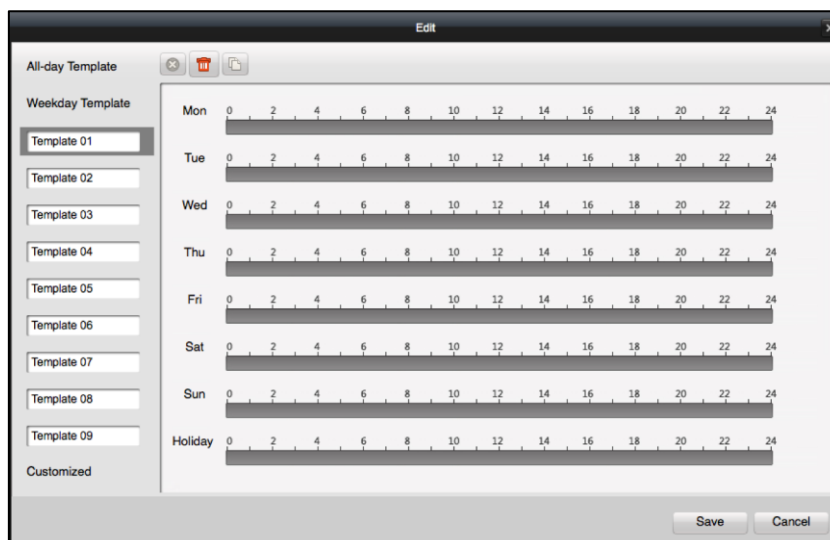 Edit
All-day Template
Weekday Template
Template 01
Template 02
Template 03
Template 04
Template 05
Template 06
Template 07
Template 08
Template 09
Customized
Mon 0 2 4 6 8 10 12 14 16 18 20 22 24
Tue 0 2 4 6 8 10 12 14 16 18 20 22 24
Wed 0 2 4 6 8 10 12 14 16 18 20 22 24
Thu 0 2 4 6 8 10 12 14 16 18 20 22 24
Fri 0 2 4 6 8 10 12 14 16 18 20 22 24
Sat 0 2 4 6 8 10 12 14 16 18 20 22 24
Sun 0 2 4 6 8 10 12 14 16 18 20 22 24
Holiday 0 2 4 6 8 10 12 14 16 18 20 22 24
Save Cancel